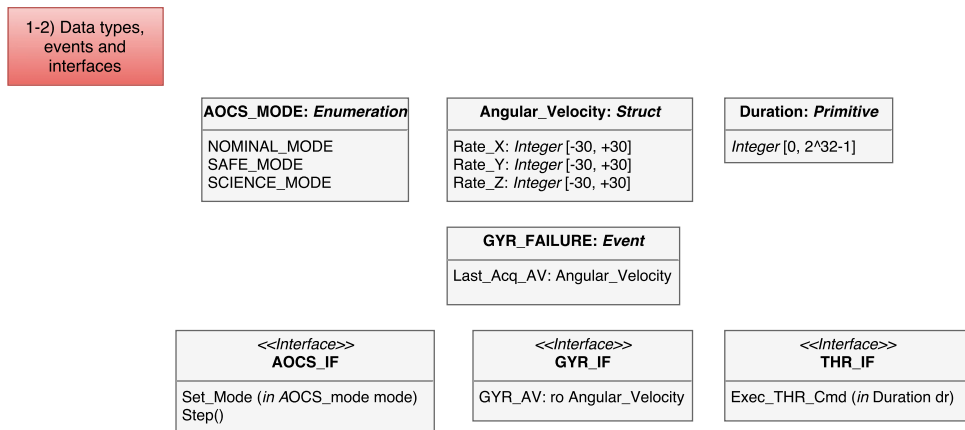 1-2) Data types,
events and
interfaces
AOCS_MODE: Enumeration
NOMINAL_MODE
SAFE_MODE
SCIENCE_MODE
Angular_Velocity: Struct
Rate_X: Integer [-30, +30]
Rate_Y: Integer [-30, +30]
Rate_Z: Integer [-30, +30]
Duration: Primitive
Integer [0, 2^32-1]
GYR_FAILURE: Event
Last_Acq_AV: Angular_Velocity
<<Interface>>
AOCS_IF
Set_Mode (in AOCS_mode mode)
Step()
<<Interface>>
GYR_IF
GYR_AV: ro Angular_Velocity
<<Interface>>
THR_IF
Exec_THR_Cmd (in Duration dr)